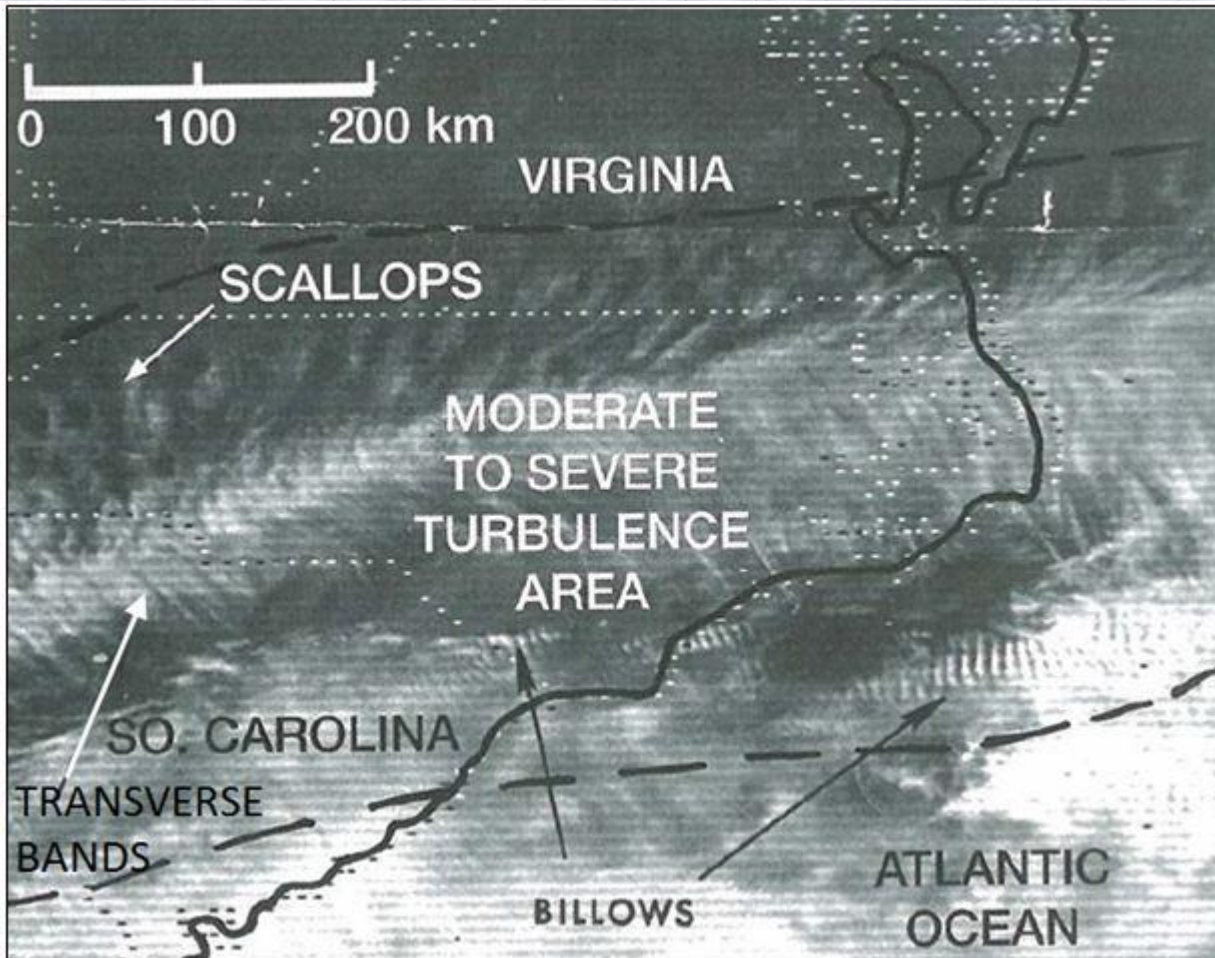 0 100 200 km
VIRGINIA
SCALLOPS
MODERATE
TO SEVERE
TURBULENCE
AREA
SO. CAROLINA
TRANSVERSE
BANDS
BILLOWS
ATLANTIC
OCEAN